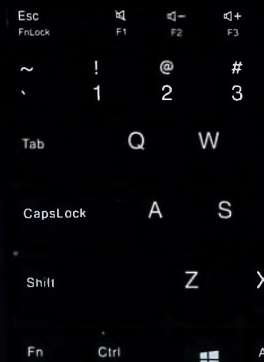 Esc
FnLock F1 F2 F3
~ ! @ #
` 1 2 3
Tab Q W
CapsLock A S
Shift Z X
Fn Ctrl